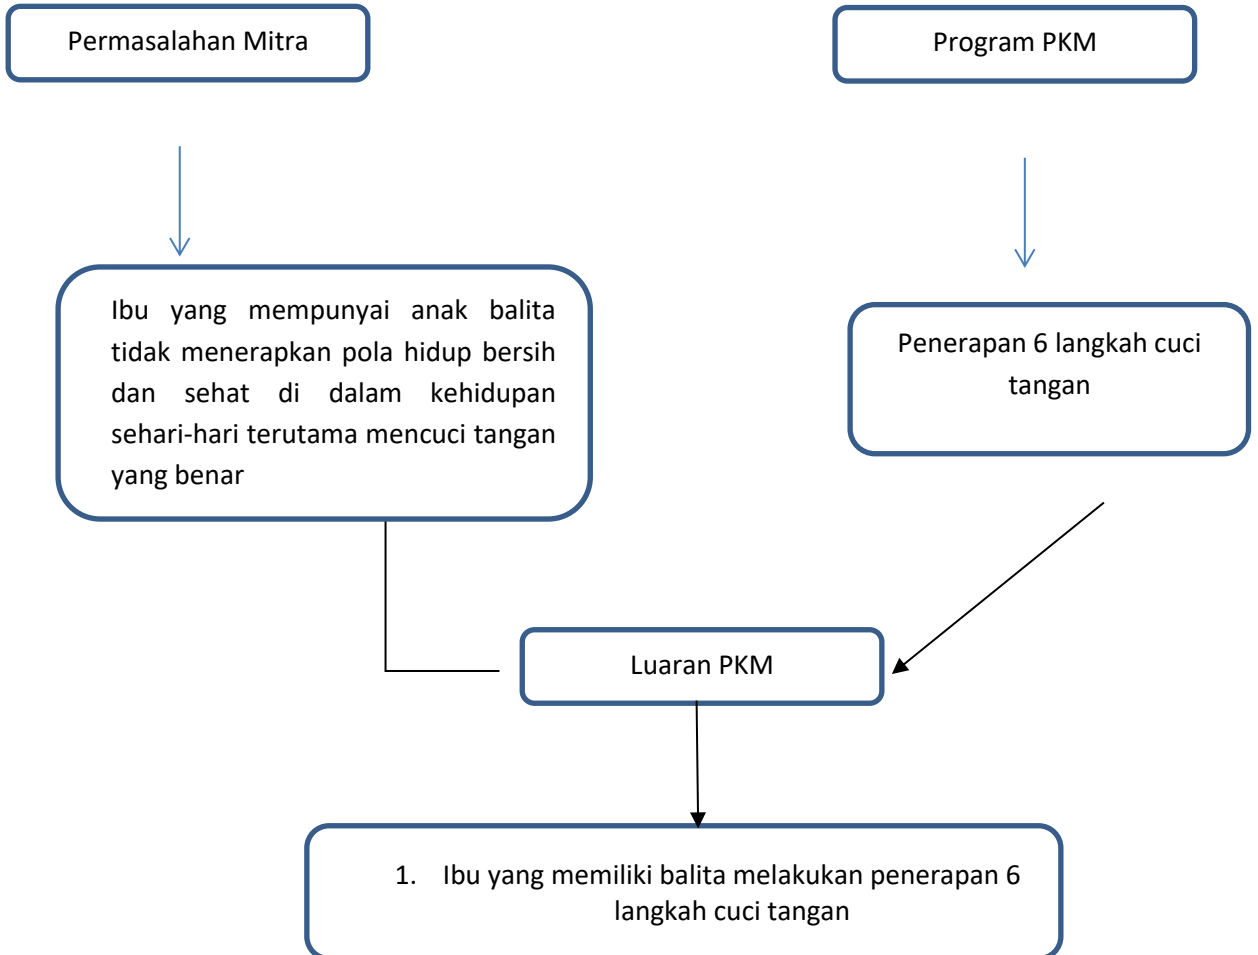 Permasalahan Mitra
Program PKM
Ibu yang mempunyai anak balita
tidak menerapkan pola hidup bersih
dan sehat di dalam kehidupan
sehari-hari terutama mencuci tangan
yang benar
Penerapan 6 langkah cuci
tangan
Luaran PKM
1. Ibu yang memiliki balita melakukan penerapan 6
langkah cuci tangan